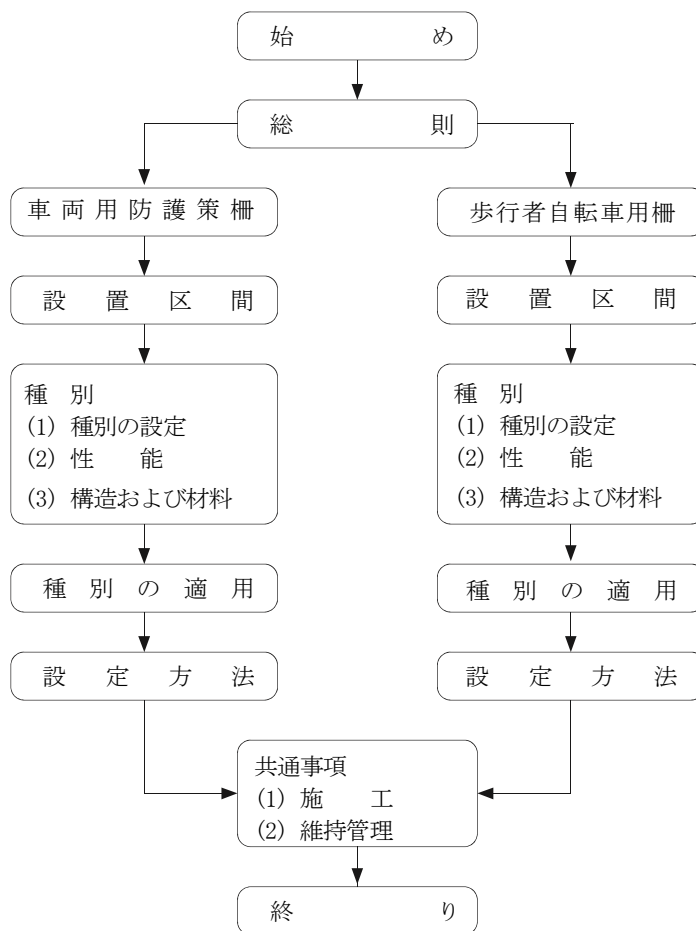 始め
総則
車両用防護策柵
設置区間
種別
(1) 種別の設定
(2) 性能
(3) 構造および材料
種別の適用
設定方法
歩行者自転車用柵
設置区間
種別
(1) 種別の設定
(2) 性能
(3) 構造および材料
種別の適用
設定方法
共通事項
(1) 施工
(2) 維持管理
終り